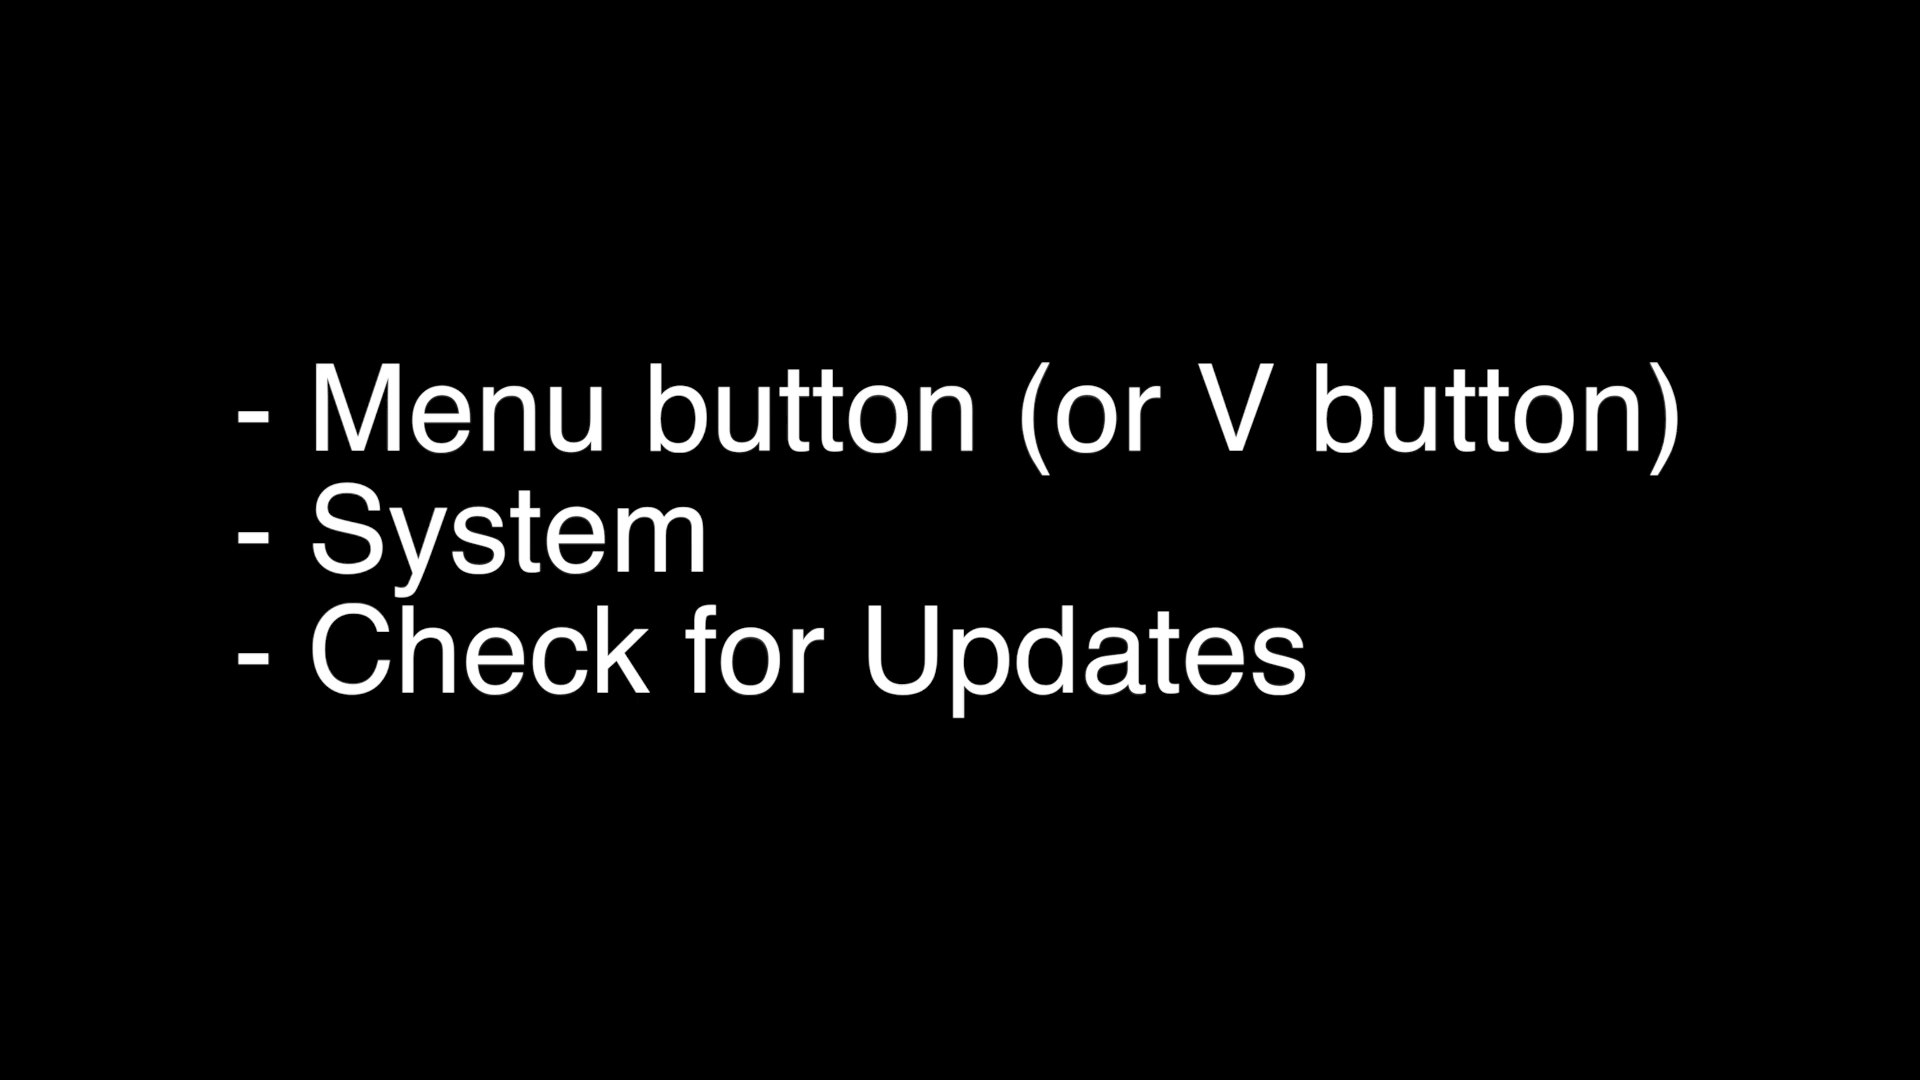 - Menu button (or V button)
- System
- Check for Updates